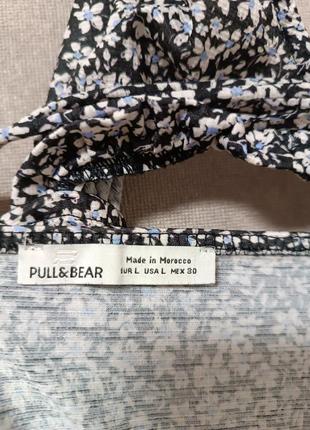 PULL&BEAR
Made in Morocco
EUR L USA L MEX 30